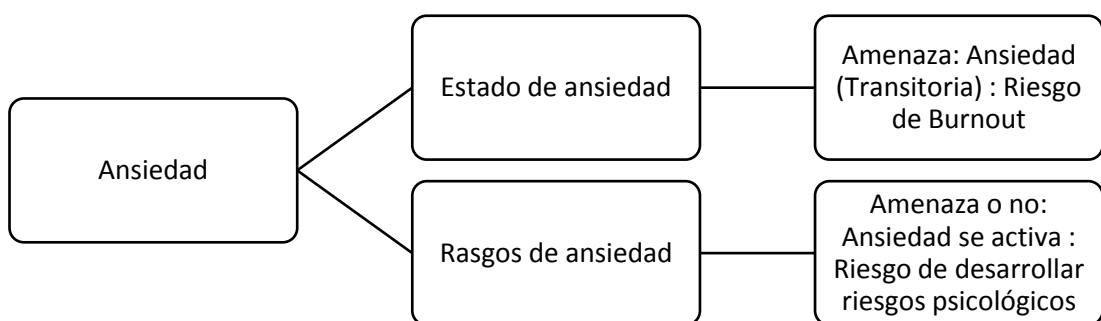 Ansiedad
Estado de ansiedad
Amenaza: Ansiedad
(Transitoria) : Riesgo
de Burnout
Rasgos de ansiedad
Amenaza o no:
Ansiedad se activa :
Riesgo de desarrollar
riesgos psicológicos